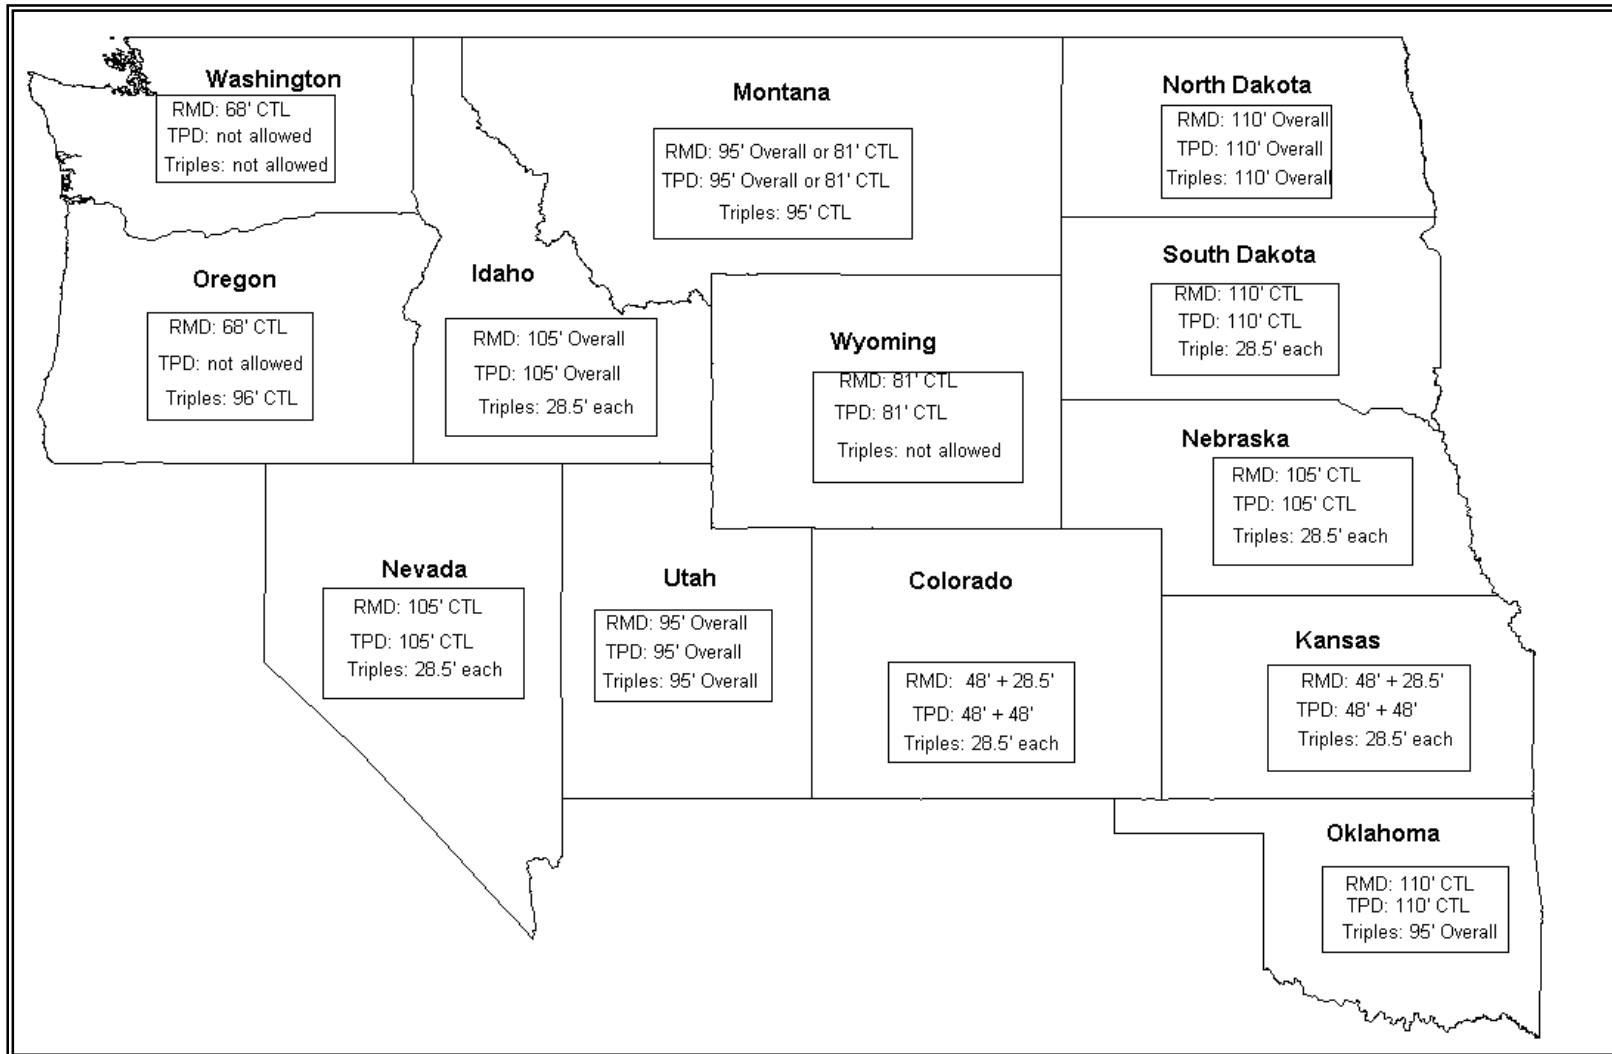 Washington
RMD: 68' CTL
TPD: not allowed
Triples: not allowed
Montana
RMD: 95' Overall or 81' CTL
TPD: 95' Overall or 81' CTL
Triples: 95' CTL
North Dakota
RMD: 110' Overall
TPD: 110' Overall
Triples: 110' Overall
Oregon
RMD: 68' CTL
TPD: not allowed
Triples: 96' CTL
Idaho
RMD: 105' Overall
TPD: 105' Overall
Triples: 28.5' each
South Dakota
RMD: 110' CTL
TPD: 110' CTL
Triple: 28.5' each
Wyoming
RMD: 81' CTL
TPD: 81' CTL
Triples: not allowed
Nebraska
RMD: 105' CTL
TPD: 105' CTL
Triples: 28.5' each
Nevada
RMD: 105' CTL
TPD: 105' CTL
Triples: 28.5' each
Utah
RMD: 95' Overall
TPD: 95' Overall
Triples: 95' Overall
Colorado
RMD: 48' + 28.5'
TPD: 48' + 48'
Triples: 28.5' each
Kansas
RMD: 48' + 28.5'
TPD: 48' + 48'
Triples: 28.5' each
Oklahoma
RMD: 110' CTL
TPD: 110' CTL
Triples: 95' Overall